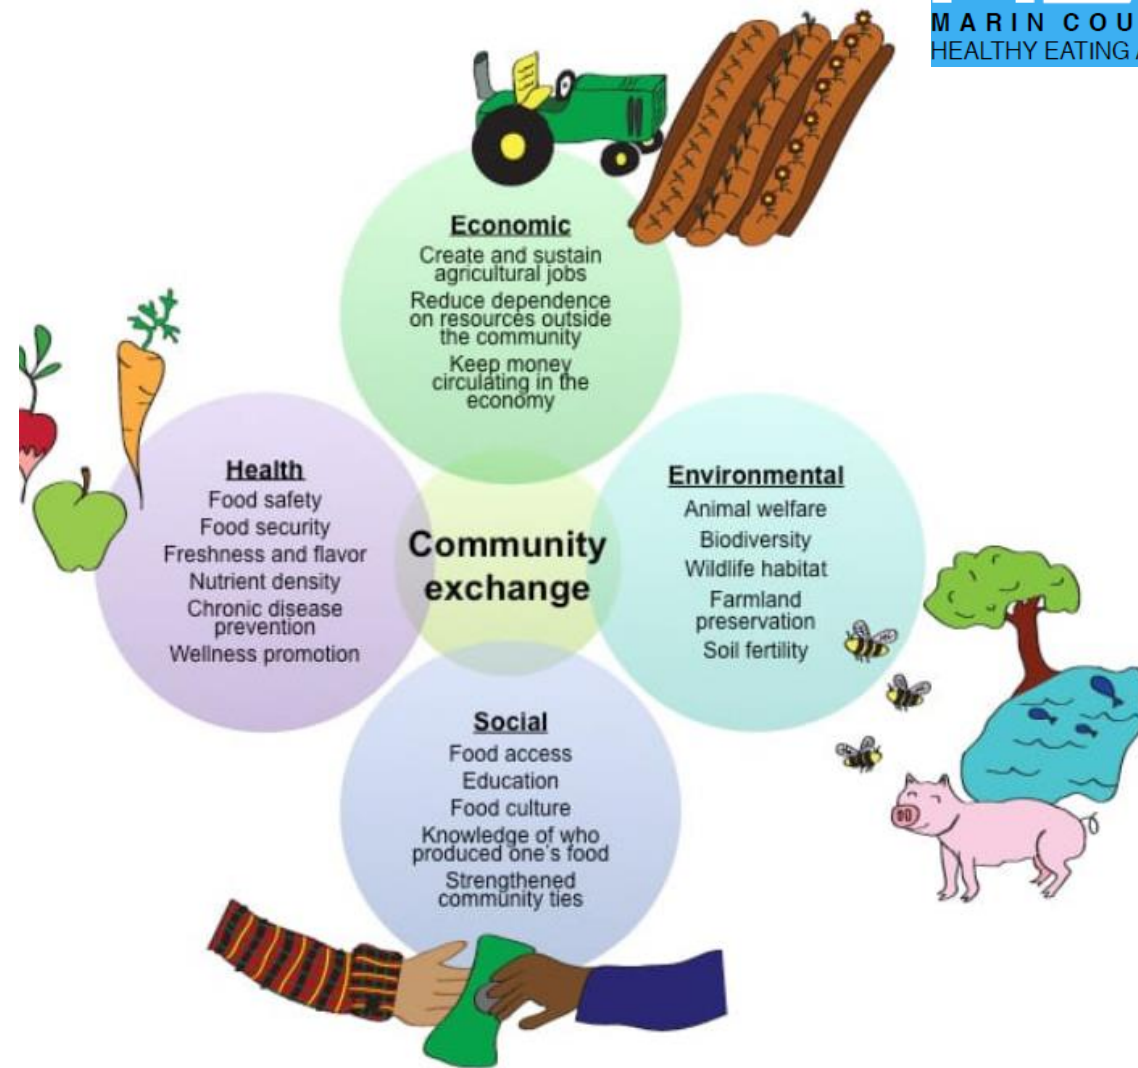 MARIN COU
HEALTHY EATING
Economic
Create and sustain
agricultural jobs
Reduce dependence
on resources outside
the community
Keep money
circulating in the
economy
Health
Food safety
Food security
Freshness and flavor
Nutrient density
Chronic disease
prevention
Wellness promotion
Community
exchange
Environmental
Animal welfare
Biodiversity
Wildlife habitat
Farmland
preservation
Soil fertility
Social
Food access
Education
Food culture
Knowledge of who
produced one's food
Strengthened
community ties